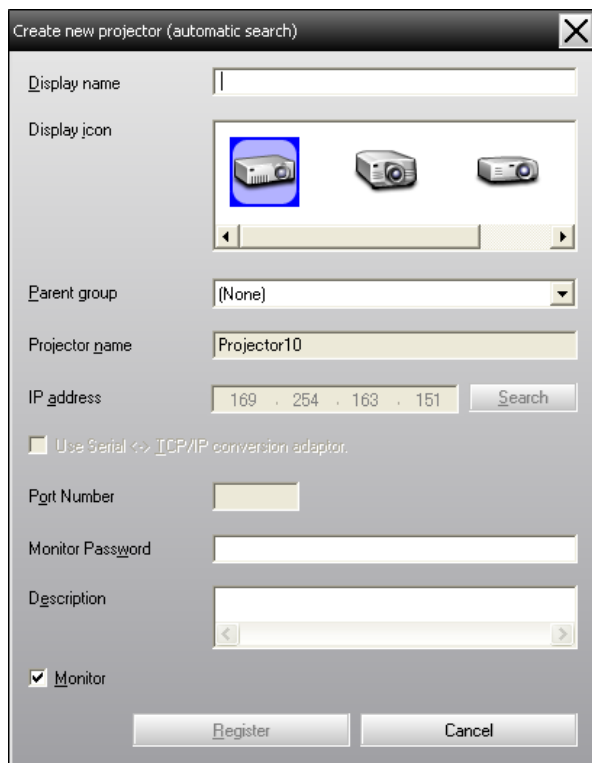 Create new projector (automatic search)
Display name
Display icon
Parent group
(None)
Projector name
Projector10
IP address
169 . 254 . 163 . 151
Search
Use Serial <-> TCP/IP conversion adaptor.
Port Number
Monitor Password
Description
Monitor
Register
Cancel